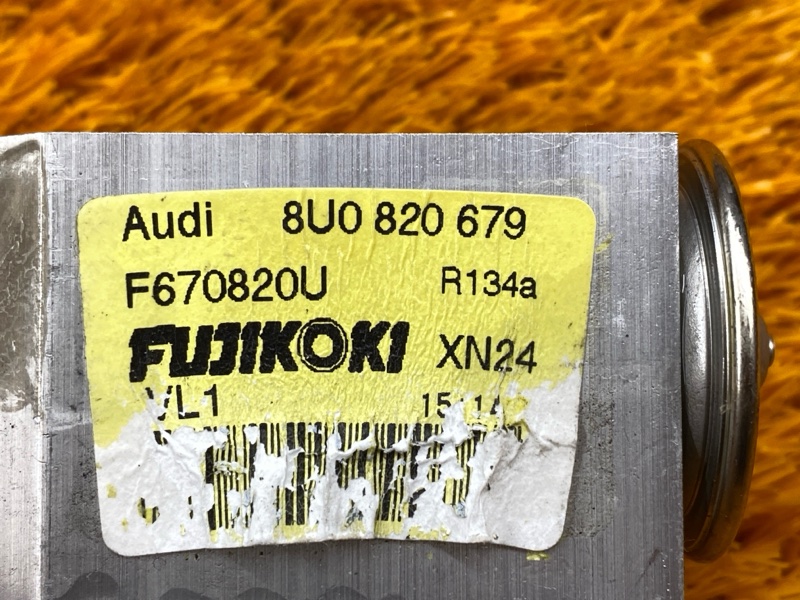 Audi 8U0 820 679
F670820U R134a
FUJIKOKI XN24
VL1